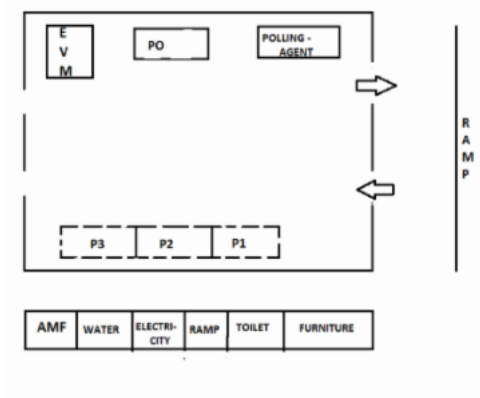 E
V
M
PO
POLLING -
AGENT
R
A
M
P
P3
P2
P1
AMF
WATER
ELECTRI-
CITY
RAMP
TOILET
FURNITURE